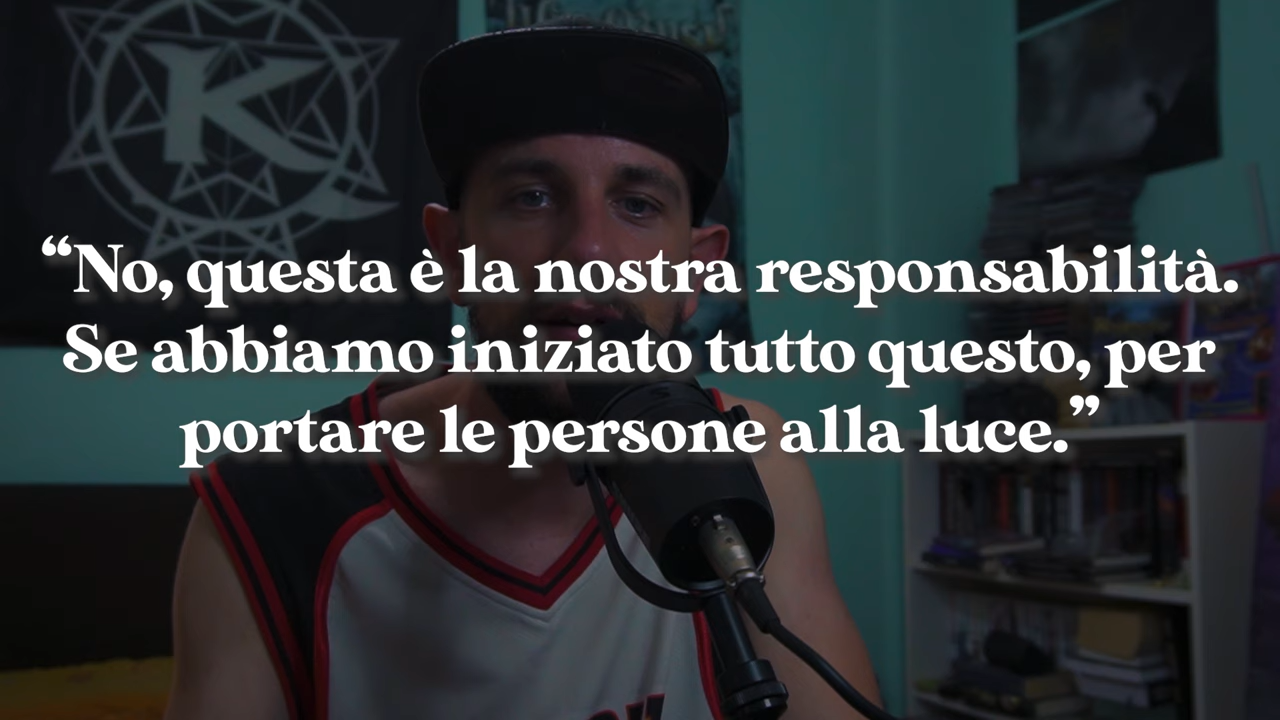 K
“No, questa è la nostra responsabilità.
Se abbiamo iniziato tutto questo, per
portare le persone alla luce.”